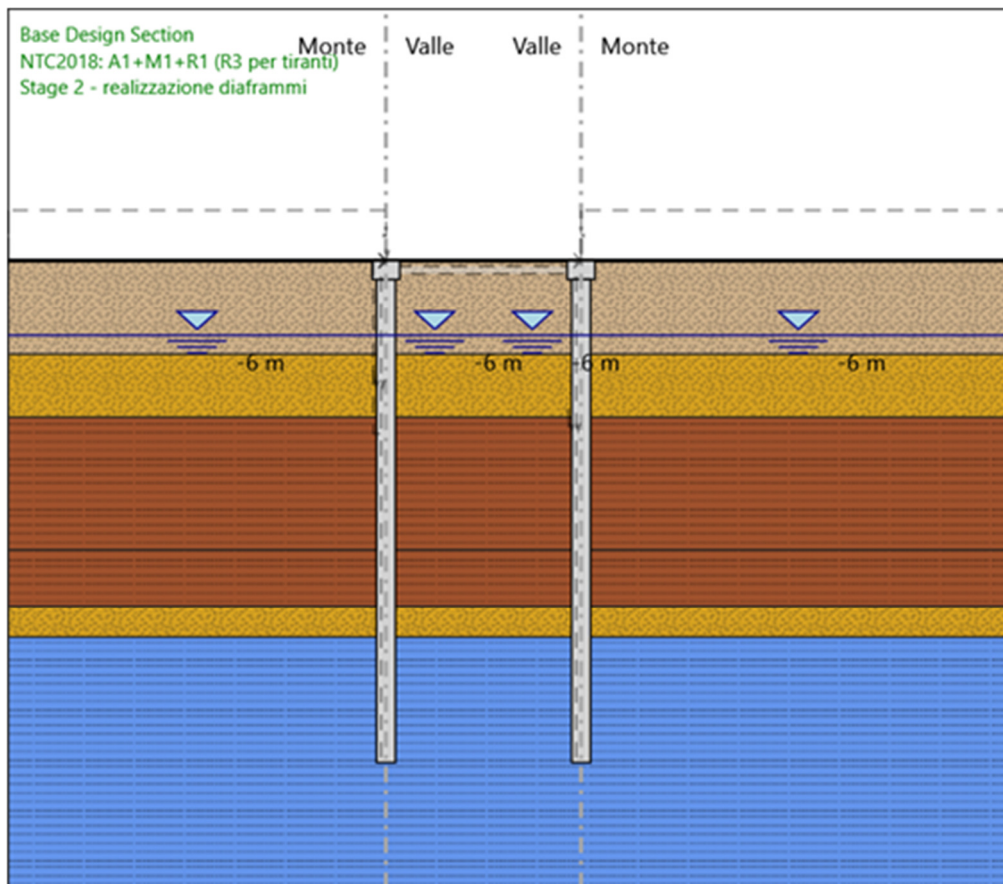 Base Design Section
Monte Valle Valle Monte
NTC2018: A1+M1+R1 (R3 per tiranti)
Stage 2 - realizzazione diaframmi
-6 m -6 m -6 m -6 m